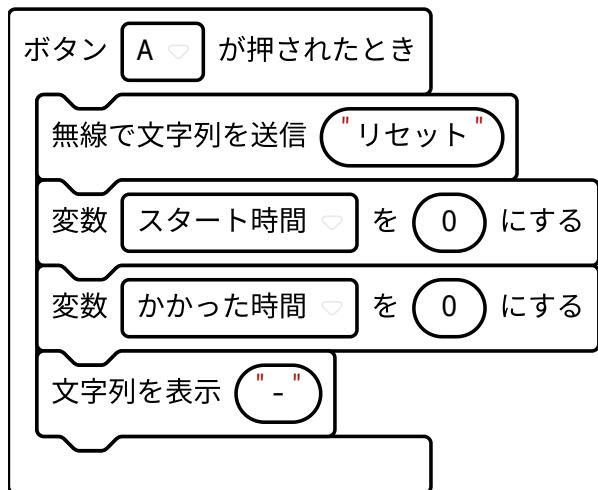 ボタン A が押されたとき
無線で文字列を送信 "リセット"
変数 スタート時間 を 0 にする
変数 かかった時間 を 0 にする
文字列を表示 "-"